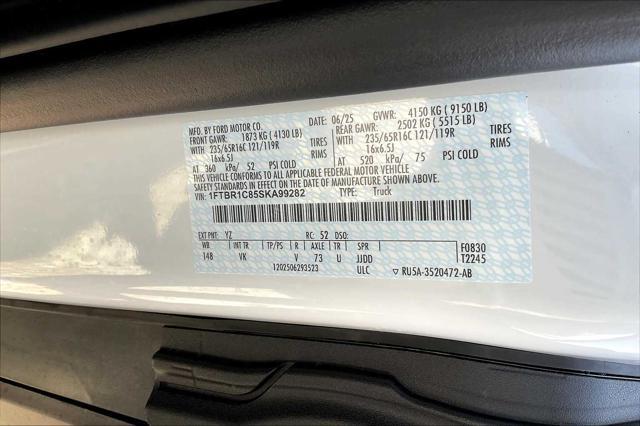 MFD. BY FORD MOTOR CO.
DATE: 06/25 GVWR: 4150 KG ( 9150 LB)
FRONT GAWR: 1873 KG ( 4130 LB) REAR GAWR: 2502 KG ( 5515 LB)
WITH 235/65R16C 121/119R TIRES WITH 235/65R16C 121/119R TIRES
16x6.5J RIMS 16x6.5J RIMS
AT 360 kPa/ 52 PSI COLD AT 520 kPa/ 75 PSI COLD
THIS VEHICLE CONFORMS TO ALL APPLICABLE FEDERAL MOTOR VEHICLE
SAFETY STANDARDS IN EFFECT ON THE DATE OF MANUFACTURE SHOWN ABOVE.
VIN: 1FTBR1C85SKA99282 TYPE: Truck
EXT PNT: YZ RC: 52 DSO:
WB INT TR TP/PS R AXLE TR SPR F0830
148 VK V 73 U JJDD T2245
1202506293523 ULC ▽ RU5A-3520472-AB